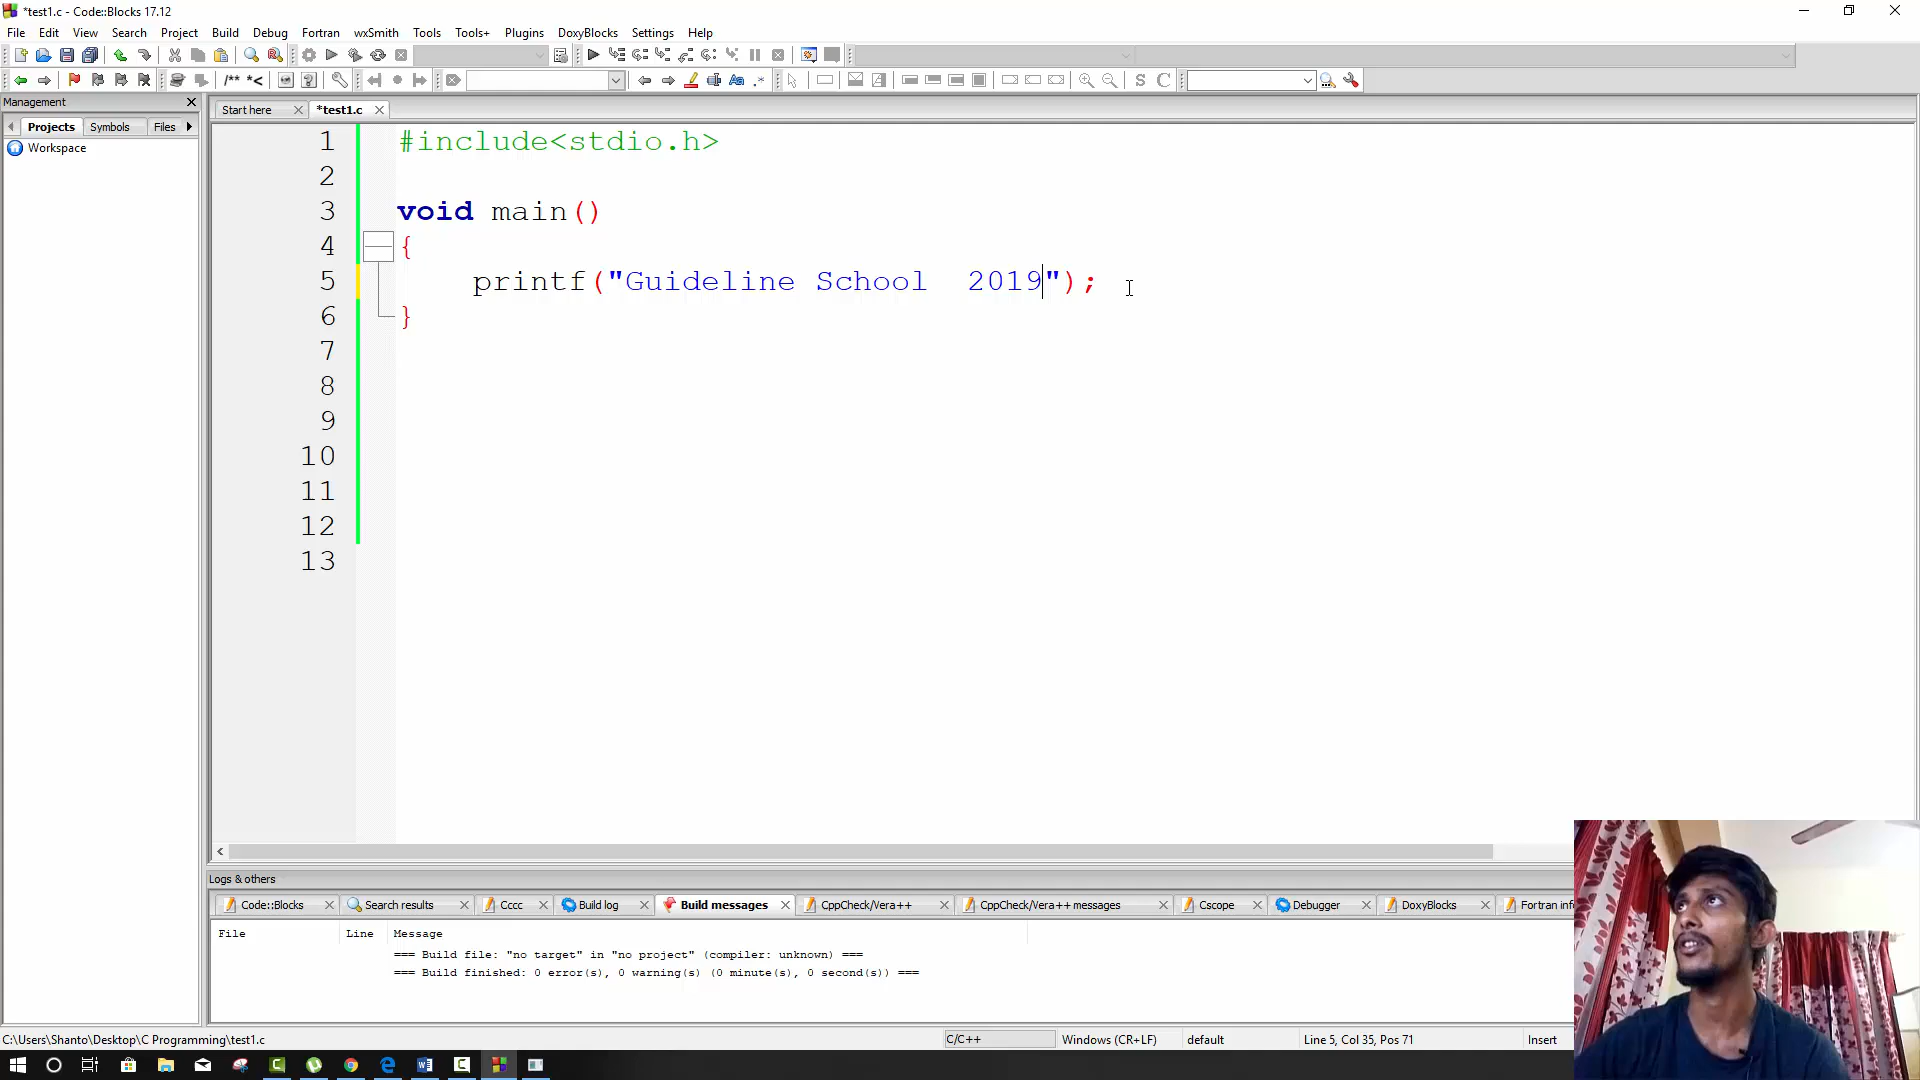 *test1.c - Code::Blocks 17.12
File Edit View Search Project Build Debug Fortran wxSmith Tools Tools+ Plugins DoxyBlocks Settings Help
/** *<
Management
Start here *test1.c
Projects Symbols Files
Workspace
1 #include<stdio.h>
2
3 void main()
4 {
5 printf("Guideline School  2019");
6 }
7
8
9
10
11
12
13
Logs & others
Code::Blocks Search results Cccc Build log Build messages CppCheck/Vera++ CppCheck/Vera++ messages Cscope Debugger DoxyBlocks Fortran info
File Line Message
=== Build file: "no target" in "no project" (compiler: unknown) ===
=== Build finished: 0 error(s), 0 warning(s) (0 minute(s), 0 second(s)) ===
C:\Users\Shanto\Desktop\C Programming\test1.c C/C++ Windows (CR+LF) default Line 5, Col 35, Pos 71 Insert